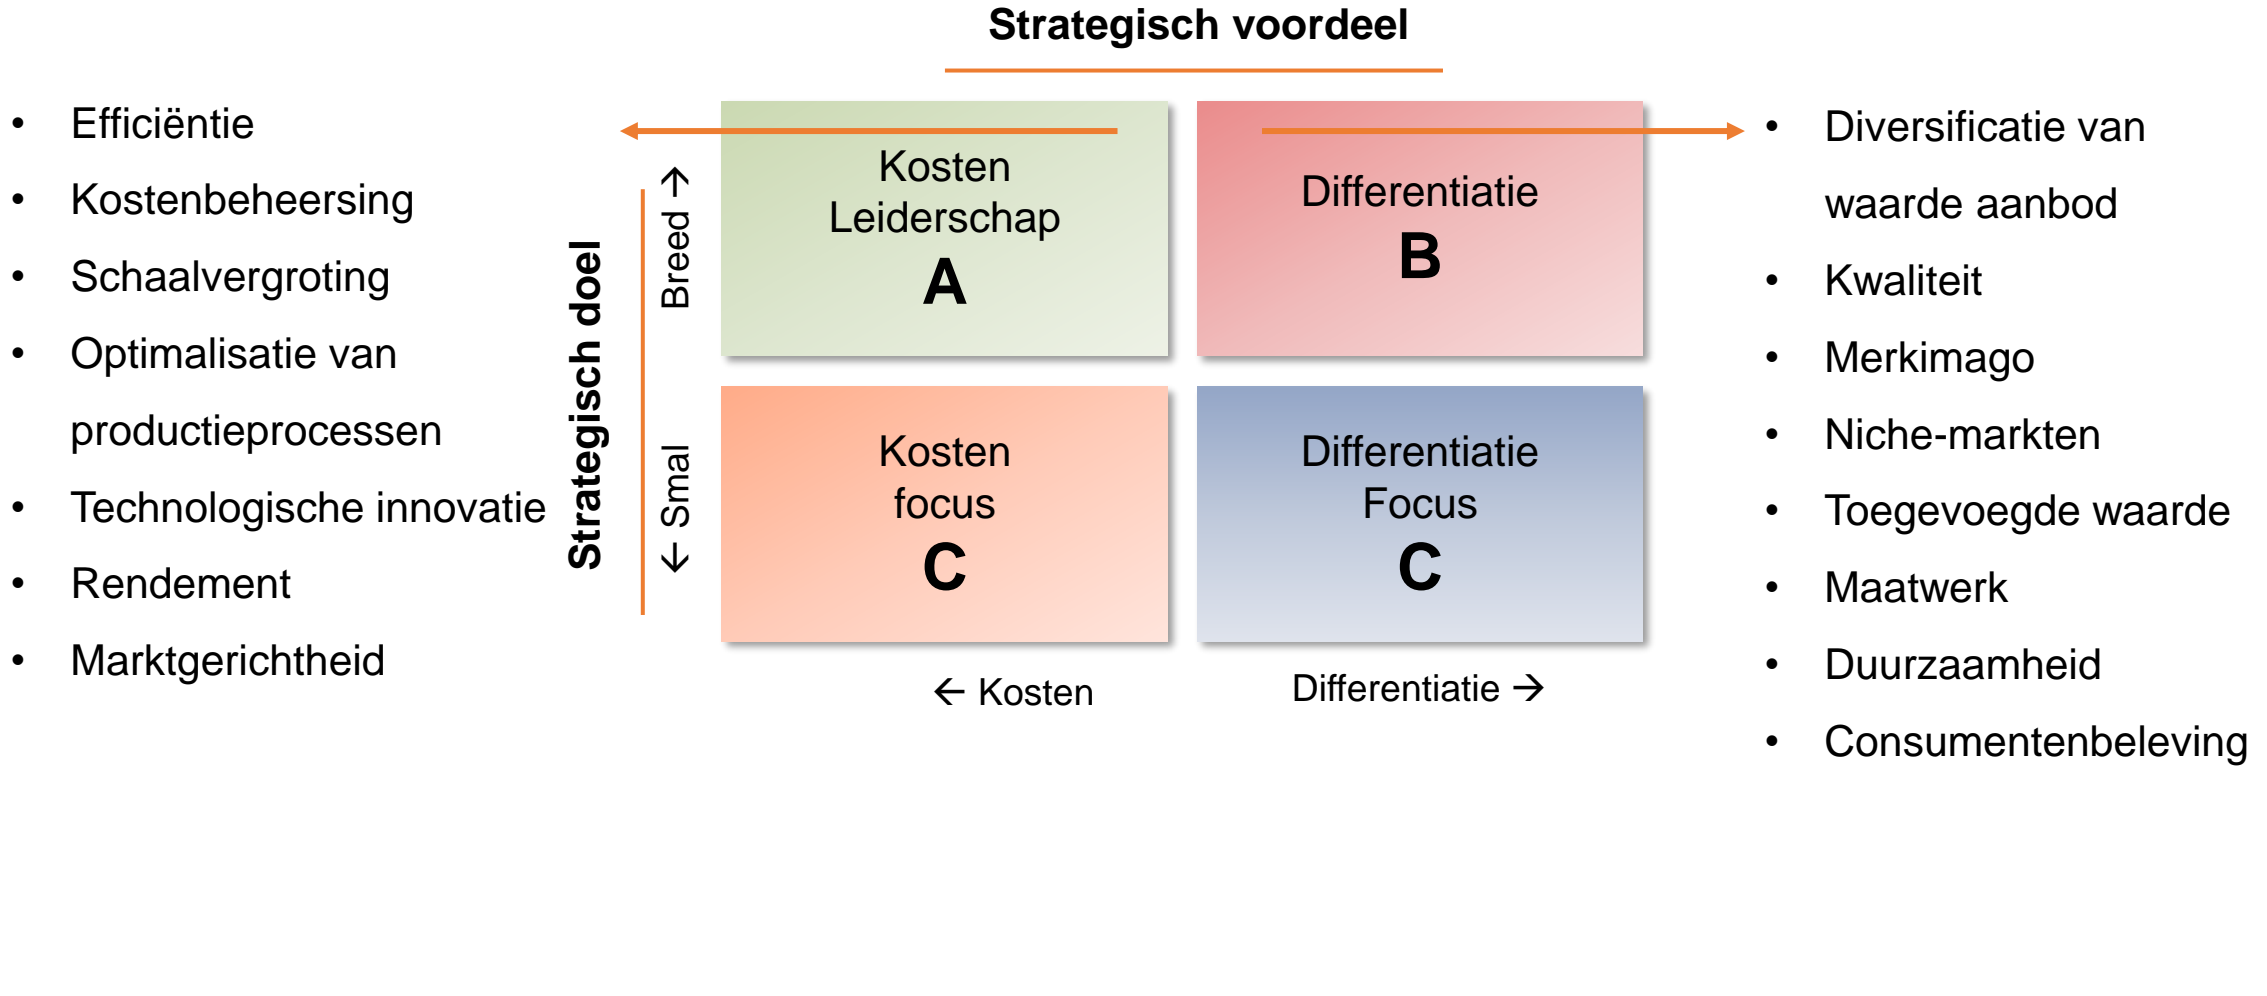 Strategisch voordeel
• Efficiëntie
• Kostenbeheersing
• Schaalvergroting
• Optimalisatie van
productieprocessen
• Technologische innovatie
• Rendement
• Marktgerichtheid
Strategisch doel
Breed →
← Smal
Kosten
Leiderschap
A
Differentiatie
B
Kosten
focus
C
Differentiatie
Focus
C
← Kosten
Differentiatie →
• Diversificatie van
waarde aanbod
• Kwaliteit
• Merkimago
• Niche-markten
• Toegevoegde waarde
• Maatwerk
• Duurzaamheid
• Consumentenbeleving